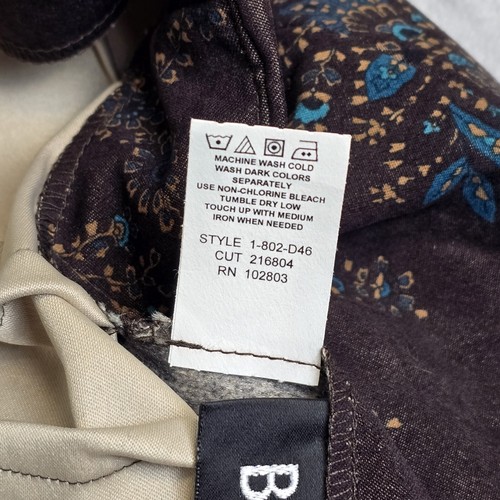 MACHINE WASH COLD
WASH DARK COLORS
SEPARATELY
USE NON-CHLORINE BLEACH
TUMBLE DRY LOW
TOUCH UP WITH MEDIUM
IRON WHEN NEEDED
STYLE 1-802-D46
CUT 216804
RN 102803
B